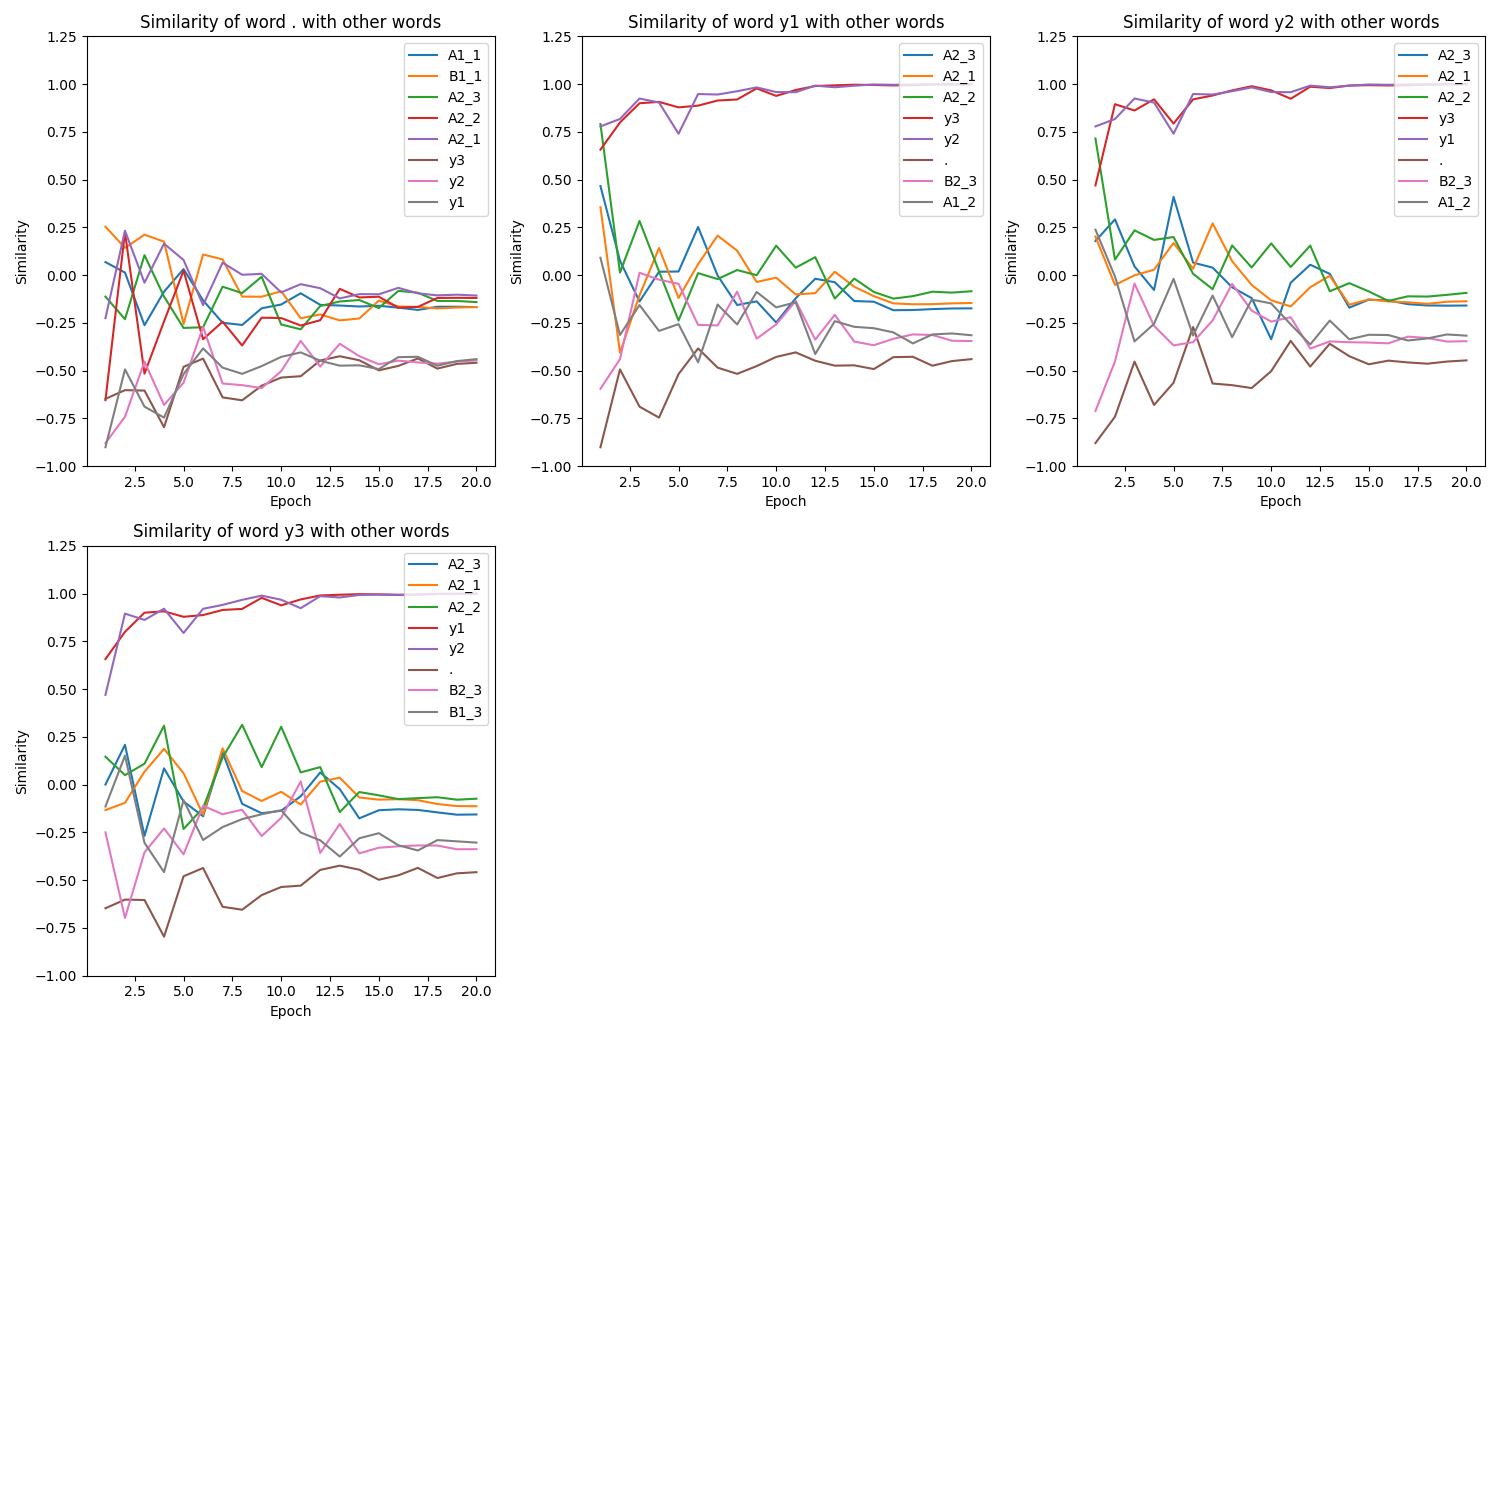 Similarity of word . with other words
1.25
1.00
0.75
0.50
0.25
0.00
−0.25
−0.50
−0.75
−1.00
Similarity
2.5 5.0 7.5 10.0 12.5 15.0 17.5 20.0
Epoch
A1_1
B1_1
A2_3
A2_2
A2_1
y3
y2
y1
Similarity of word y1 with other words
1.25
1.00
0.75
0.50
0.25
0.00
−0.25
−0.50
−0.75
−1.00
Similarity
2.5 5.0 7.5 10.0 12.5 15.0 17.5 20.0
Epoch
A2_3
A2_1
A2_2
y3
y2
.
B2_3
A1_2
Similarity of word y2 with other words
1.25
1.00
0.75
0.50
0.25
0.00
−0.25
−0.50
−0.75
−1.00
Similarity
2.5 5.0 7.5 10.0 12.5 15.0 17.5 20.0
Epoch
A2_3
A2_1
A2_2
y3
y1
.
B2_3
A1_2
Similarity of word y3 with other words
1.25
1.00
0.75
0.50
0.25
0.00
−0.25
−0.50
−0.75
−1.00
Similarity
2.5 5.0 7.5 10.0 12.5 15.0 17.5 20.0
Epoch
A2_3
A2_1
A2_2
y1
y2
.
B2_3
B1_3